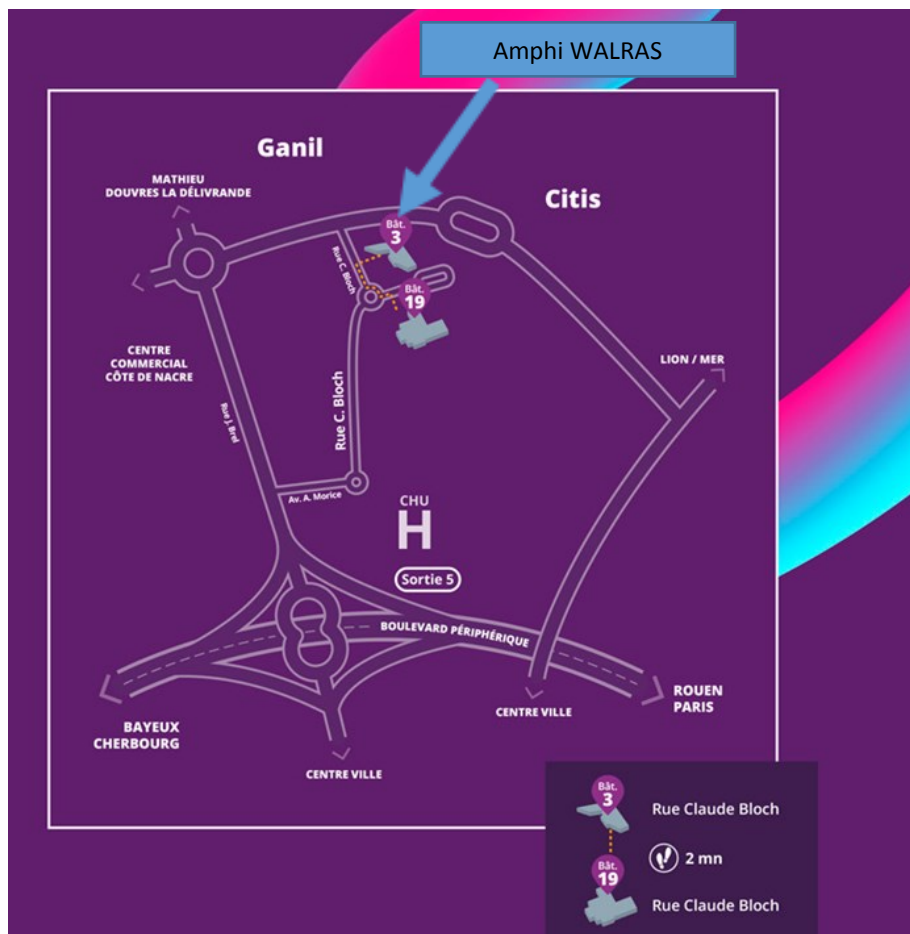 Amphi WALRAS
Ganil
MATHIEU
DOUVRES LA DÉLIVRANDE
Citis
Bât.
3
Rue C. Bloch
Bât.
19
CENTRE
COMMERCIAL
CÔTE DE NACRE
LION / MER
Rue J. Brel
Rue C. Bloch
Av. A. Morice
CHU
H
Sortie 5
BOULEVARD PÉRIPHÉRIQUE
ROUEN
PARIS
CENTRE VILLE
BAYEUX
CHERBOURG
CENTRE VILLE
Bât.
3
Rue Claude Bloch
2 mn
Bât.
19
Rue Claude Bloch